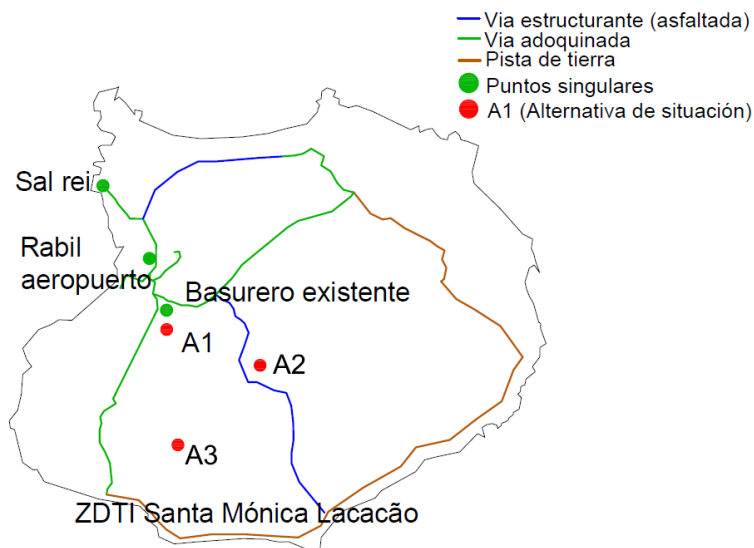 Via estructurante (asfaltada)
Via adoquinada
Pista de tierra
Puntos singulares
A1 (Alternativa de situación)
Sal rei
Rabil
aeropuerto
Basurero existente
A1
A2
A3
ZDTI Santa Mónica Lacacão